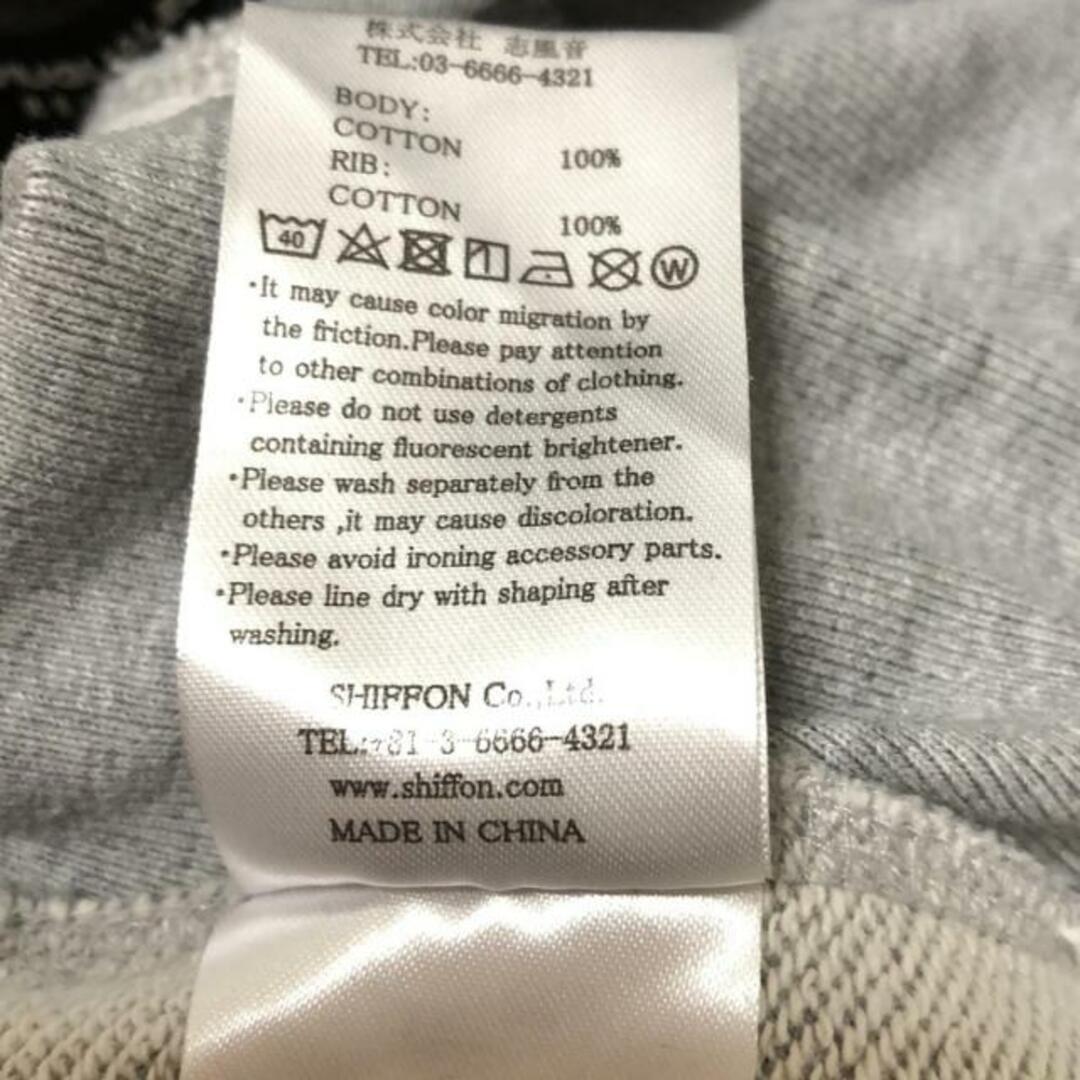 株式会社 志風音
TEL:03-6666-4321
BODY:
COTTON 100%
RIB:
COTTON 100%
40 W
·It may cause color migration by
the friction.Please pay attention
to other combinations of clothing.
·Please do not use detergents
containing fluorescent brightener.
·Please wash separately from the
others ,it may cause discoloration.
·Please avoid ironing accessory parts.
·Please line dry with shaping after
washing.
SHIFFON Co.,Ltd.
TEL:+81-3-6666-4321
www.shiffon.com
MADE IN CHINA